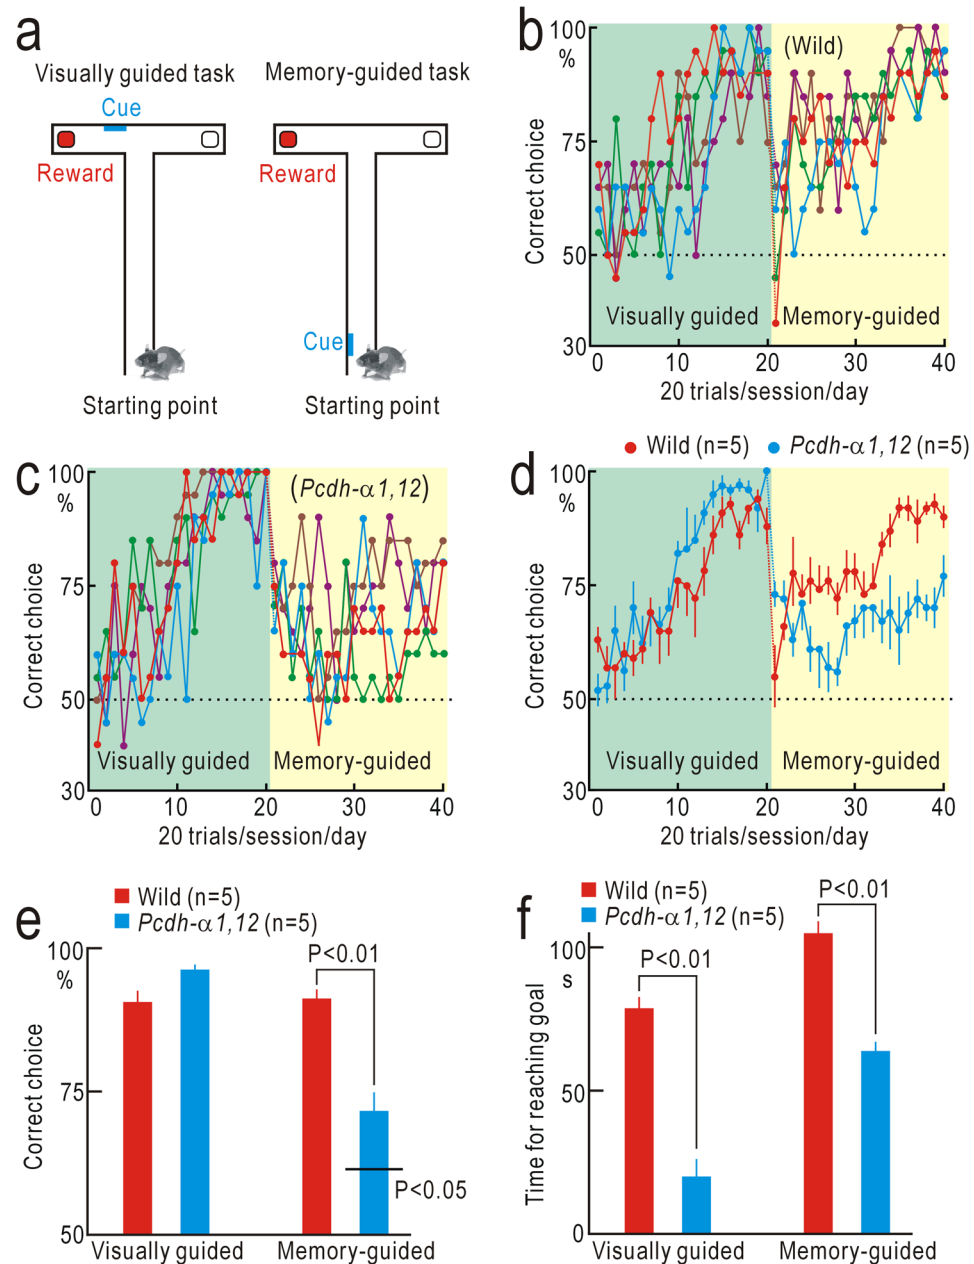 a
Visually guided task
Cue
Reward
Starting point
Memory-guided task
Reward
Cue
Starting point
b
100
%
75
50
30
Correct choice
(Wild)
Visually guided
Memory-guided
0 10 20 30 40
20 trials/session/day
c
100
%
75
50
30
Correct choice
(Pcdh-α1,12)
Visually guided
Memory-guided
0 10 20 30 40
20 trials/session/day
d
Wild (n=5)
Pcdh-α1,12 (n=5)
100
%
75
50
30
Correct choice
Visually guided
Memory-guided
0 10 20 30 40
20 trials/session/day
e
Wild (n=5)
Pcdh-α1,12 (n=5)
100
%
75
50
Correct choice
P<0.01
P<0.05
Visually guided
Memory-guided
f
Wild (n=5)
Pcdh-α1,12 (n=5)
100
s
50
0
Time for reaching goal
P<0.01
P<0.01
Visually guided
Memory-guided